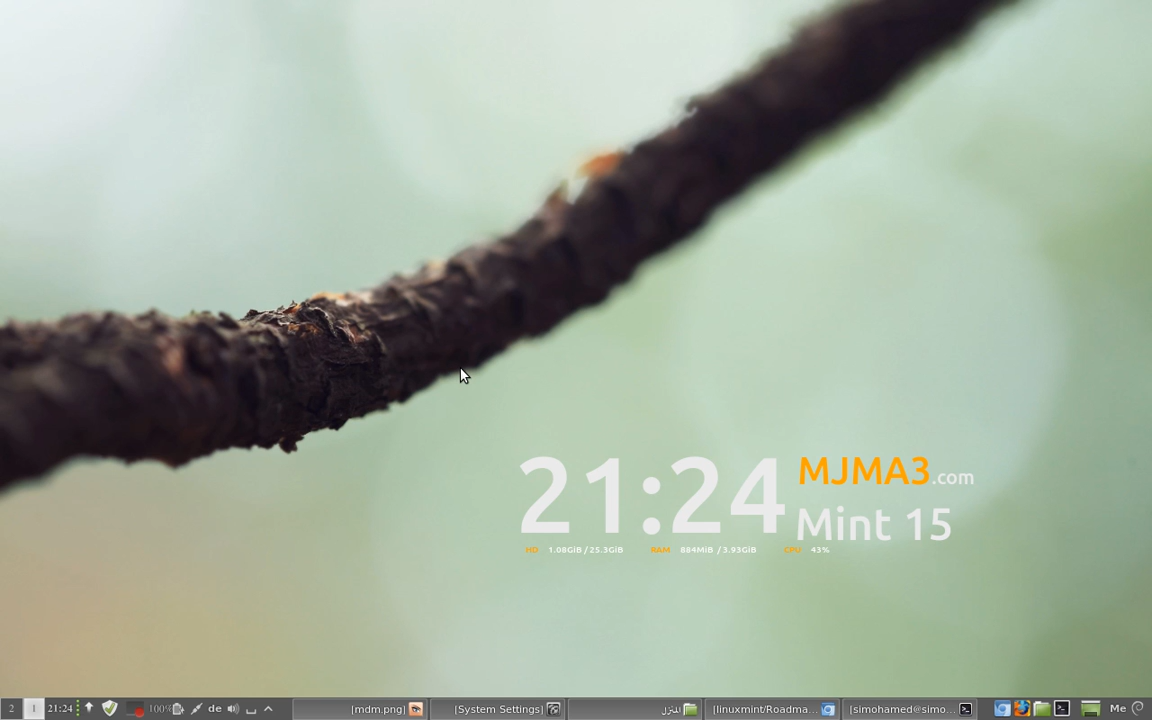 21:24
MJMA3.com
Mint 15
HD 1.08GiB / 25.3GiB RAM 884MiB / 3.93GiB CPU 43%
2 1 21:24 100% de [mdm.png] [System Settings] المنزل [linuxmint/Roadma... [simohamed@simo... Me